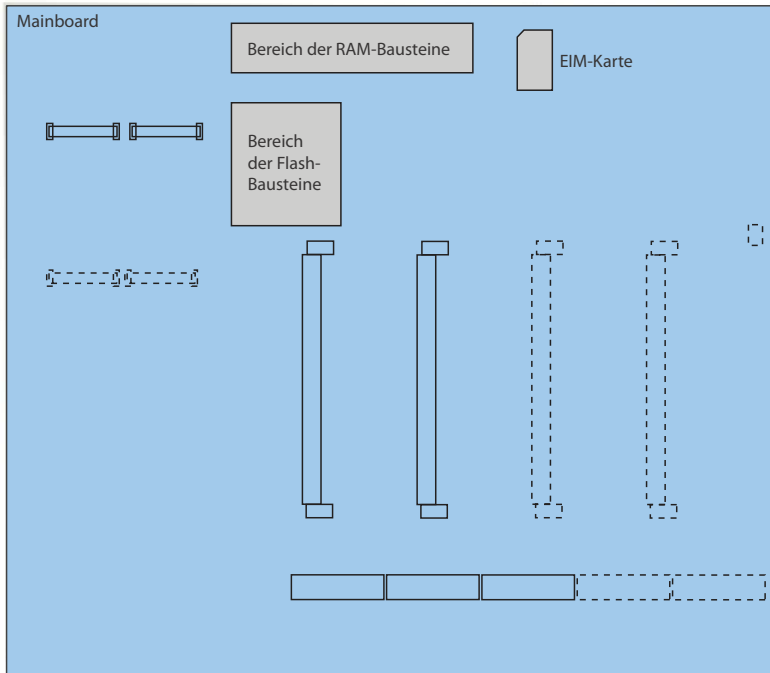 Mainboard
Bereich der RAM-Bausteine
EIM-Karte
Bereich
der Flash-
Bausteine